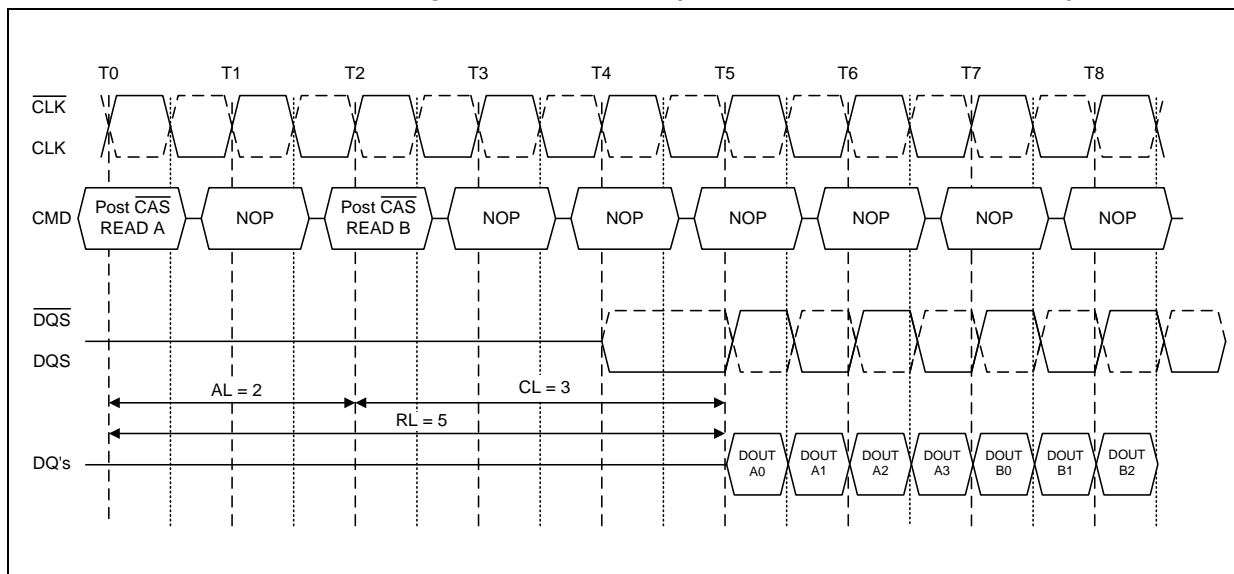 T0 T1 T2 T3 T4 T5 T6 T7 T8
CLK
CLK
CMD
Post CAS
READ A
NOP
Post CAS
READ B
NOP
NOP
NOP
NOP
NOP
NOP
DQS
DQS
AL = 2
CL = 3
RL = 5
DQ's
DOUT
A0
DOUT
A1
DOUT
A2
DOUT
A3
DOUT
B0
DOUT
B1
DOUT
B2